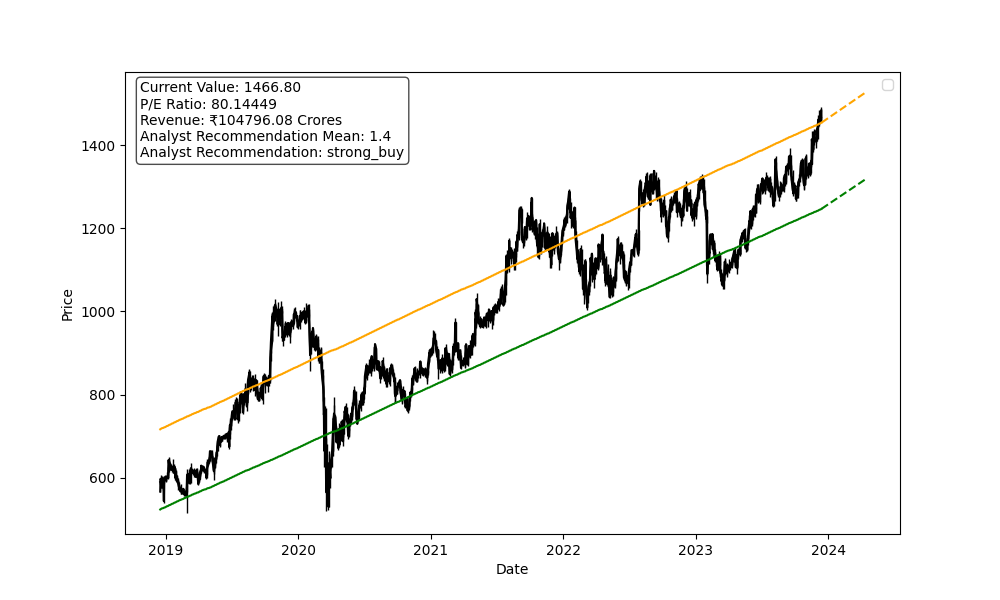 Current Value: 1466.80
P/E Ratio: 80.14449
Revenue: ₹104796.08 Crores
Analyst Recommendation Mean: 1.4
Analyst Recommendation: strong_buy
1400
1200
1000
800
600
Price
2019 2020 2021 2022 2023 2024
Date